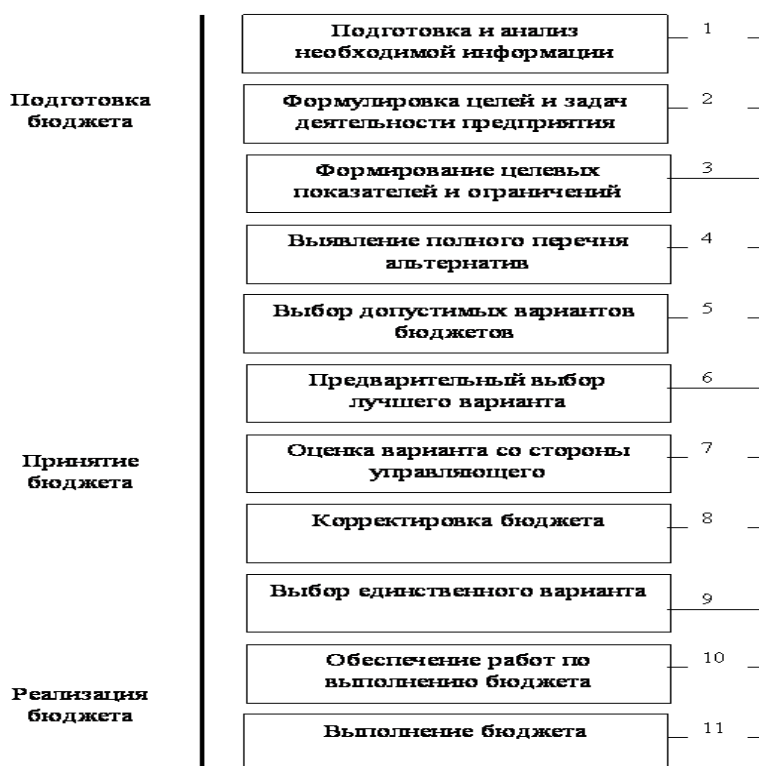 Подготовка и анализ
необходимой информации
1
Подготовка
бюджета
Формулировка целей и задач
деятельности предприятия
2
Формирование целевых
показателей и ограничений
3
Выявление полного перечня
альтернатив
4
Выбор допустимых вариантов
бюджетов
5
Предварительный выбор
лучшего варианта
6
Принятие
бюджета
Оценка варианта со стороны
управляющего
7
Корректировка бюджета
8
Выбор единственного варианта
9
Обеспечение работ по
выполнению бюджета
10
Реализация
бюджета
Выполнение бюджета
11